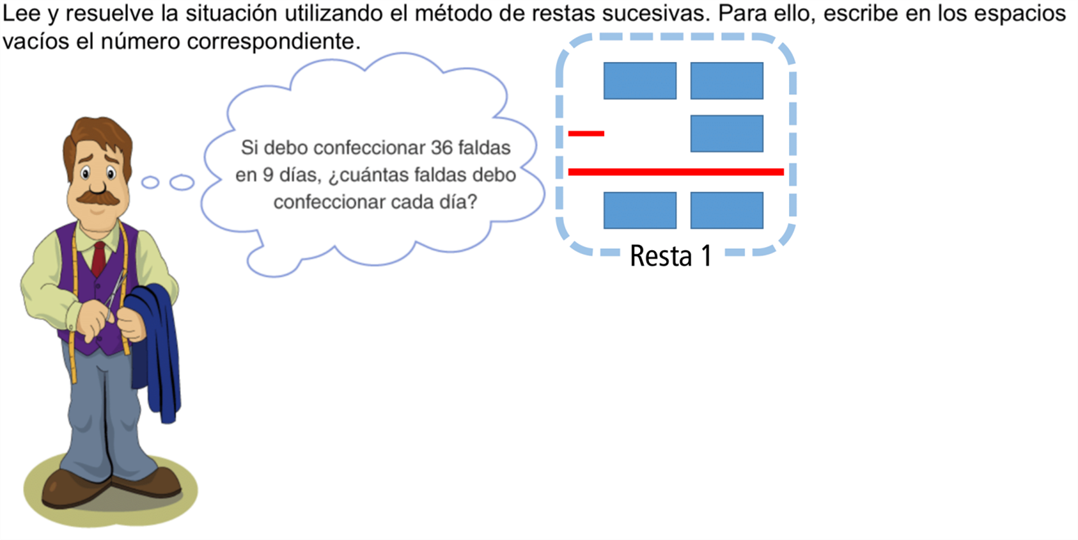 Lee y resuelve la situación utilizando el método de restas sucesivas. Para ello, escribe en los espacios
vacíos el número correspondiente.
Si debo confeccionar 36 faldas
en 9 días, ¿cuántas faldas debo
confeccionar cada día?
Resta 1